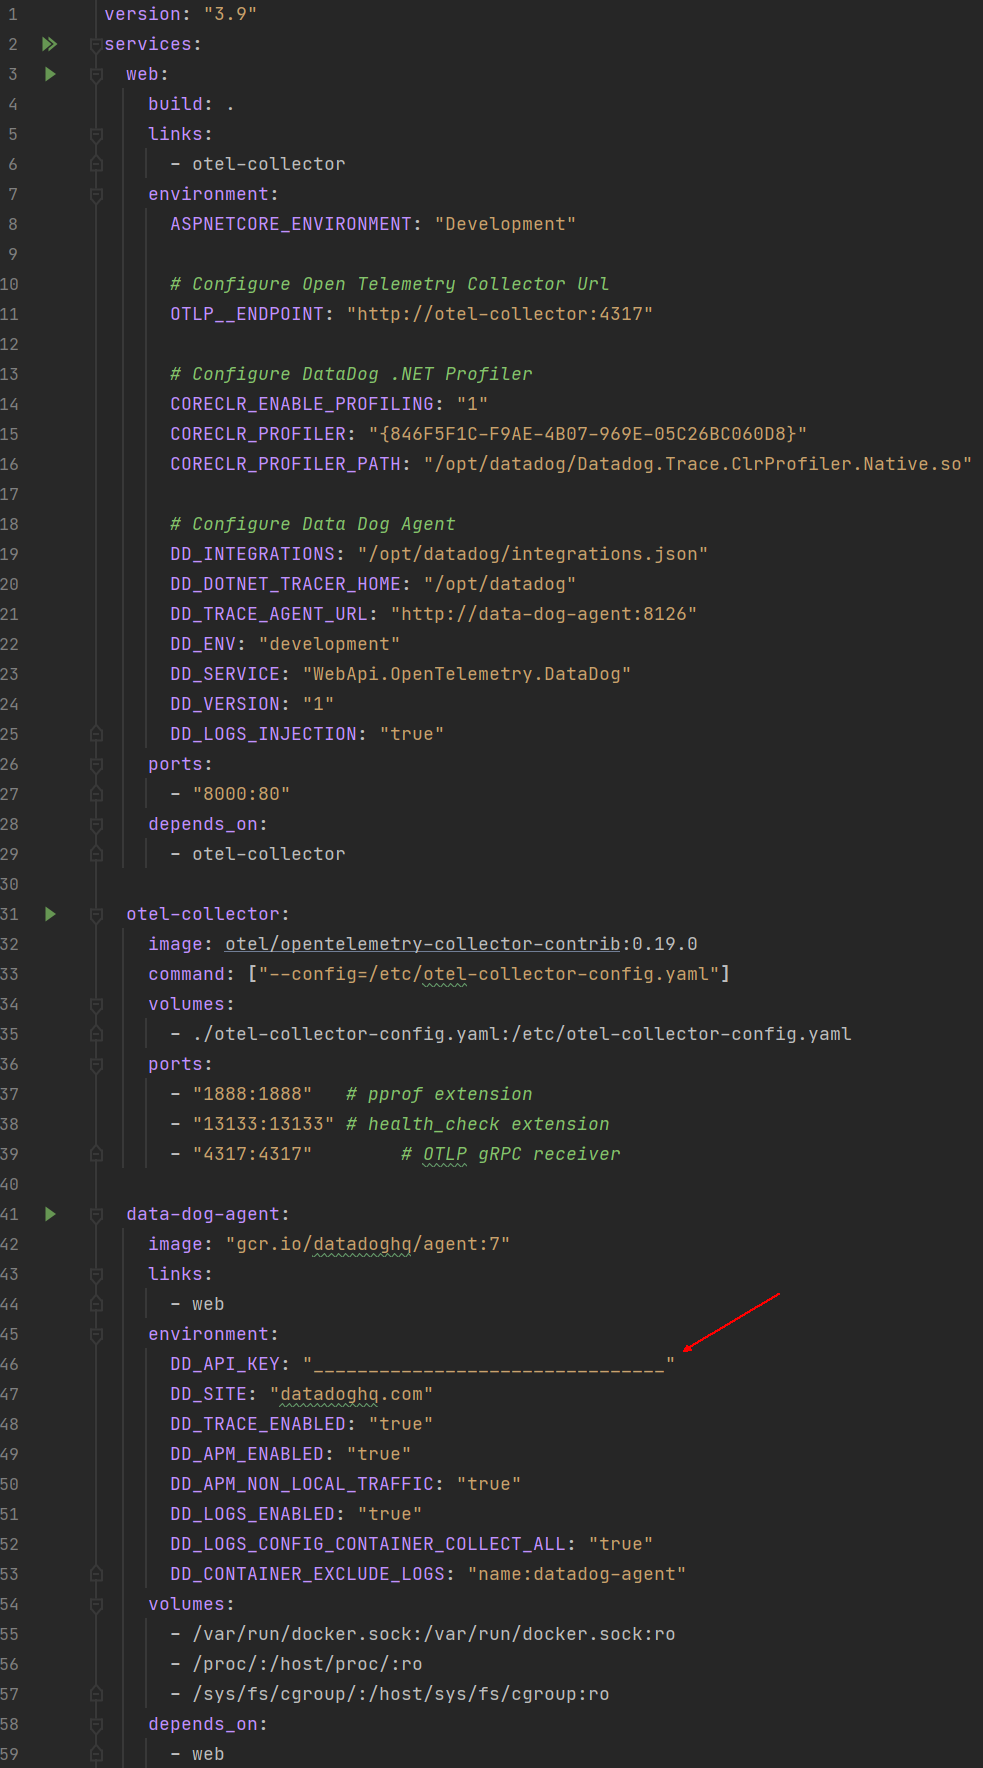 1 version: "3.9"
2 services:
3   web:
4     build: .
5     links:
6       - otel-collector
7     environment:
8       ASPNETCORE_ENVIRONMENT: "Development"
9
10       # Configure Open Telemetry Collector Url
11       OTLP__ENDPOINT: "http://otel-collector:4317"
12
13       # Configure DataDog .NET Profiler
14       CORECLR_ENABLE_PROFILING: "1"
15       CORECLR_PROFILER: "{846F5F1C-F9AE-4B07-969E-05C26BC060D8}"
16       CORECLR_PROFILER_PATH: "/opt/datadog/Datadog.Trace.ClrProfiler.Native.so"
17
18       # Configure Data Dog Agent
19       DD_INTEGRATIONS: "/opt/datadog/integrations.json"
20       DD_DOTNET_TRACER_HOME: "/opt/datadog"
21       DD_TRACE_AGENT_URL: "http://data-dog-agent:8126"
22       DD_ENV: "development"
23       DD_SERVICE: "WebApi.OpenTelemetry.DataDog"
24       DD_VERSION: "1"
25       DD_LOGS_INJECTION: "true"
26     ports:
27       - "8000:80"
28     depends_on:
29       - otel-collector
30
31   otel-collector:
32     image: otel/opentelemetry-collector-contrib:0.19.0
33     command: ["--config=/etc/otel-collector-config.yaml"]
34     volumes:
35       - ./otel-collector-config.yaml:/etc/otel-collector-config.yaml
36     ports:
37       - "1888:1888"   # pprof extension
38       - "13133:13133" # health_check extension
39       - "4317:4317"        # OTLP gRPC receiver
40
41   data-dog-agent:
42     image: "gcr.io/datadoghq/agent:7"
43     links:
44       - web
45     environment:
46       DD_API_KEY: "________________________________"
47       DD_SITE: "datadoghq.com"
48       DD_TRACE_ENABLED: "true"
49       DD_APM_ENABLED: "true"
50       DD_APM_NON_LOCAL_TRAFFIC: "true"
51       DD_LOGS_ENABLED: "true"
52       DD_LOGS_CONFIG_CONTAINER_COLLECT_ALL: "true"
53       DD_CONTAINER_EXCLUDE_LOGS: "name:datadog-agent"
54     volumes:
55       - /var/run/docker.sock:/var/run/docker.sock:ro
56       - /proc/:/host/proc/:ro
57       - /sys/fs/cgroup/:/host/sys/fs/cgroup:ro
58     depends_on:
59       - web